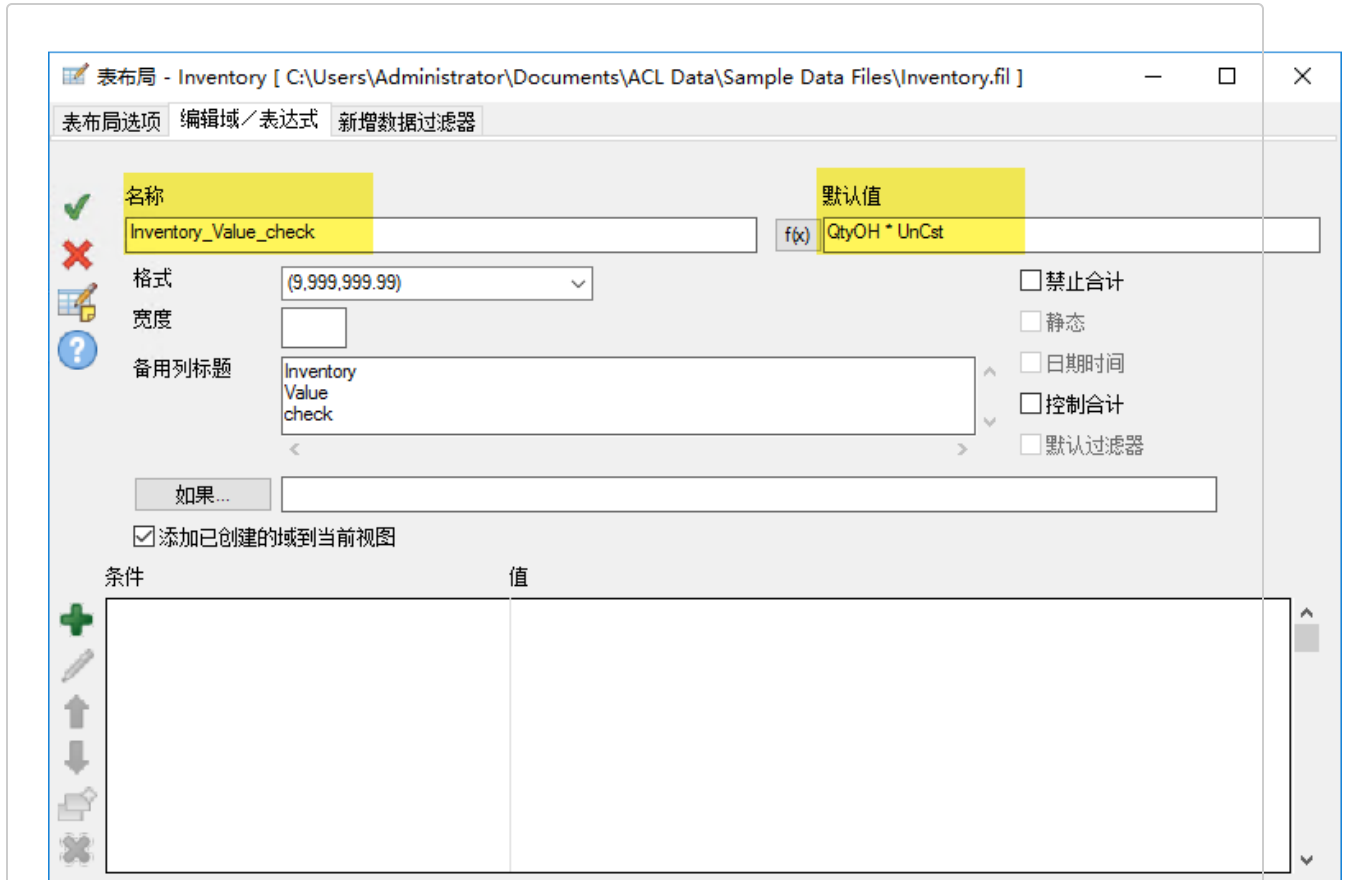 表布局 - Inventory [ C:\Users\Administrator\Documents\ACL Data\Sample Data Files\Inventory.fil ]
表布局选项 编辑域／表达式 新增数据过滤器
名称 默认值
Inventory_Value_check f(x) QtyOH * UnCst
格式 (9,999,999.99) 禁止合计
宽度 静态
备用列标题 Inventory 日期时间
Value
check 控制合计
默认过滤器
如果...
添加已创建的域到当前视图
条件 值